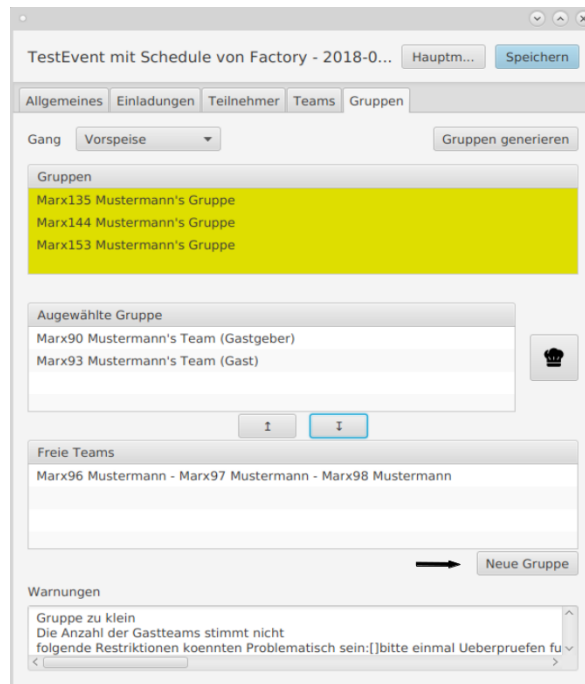 TestEvent mit Schedule von Factory - 2018-0...
Hauptm...
Speichern
Allgemeines
Einladungen
Teilnehmer
Teams
Gruppen
Gang
Vorspeise
Gruppen generieren
Gruppen
Marx135 Mustermann's Gruppe
Marx144 Mustermann's Gruppe
Marx153 Mustermann's Gruppe
Augewählte Gruppe
Marx90 Mustermann's Team (Gastgeber)
Marx93 Mustermann's Team (Gast)
↥
↧
Freie Teams
Marx96 Mustermann - Marx97 Mustermann - Marx98 Mustermann
Neue Gruppe
Warnungen
Gruppe zu klein
Die Anzahl der Gastteams stimmt nicht
folgende Restriktionen koennten Problematisch sein:[]bitte einmal Ueberpruefen fu